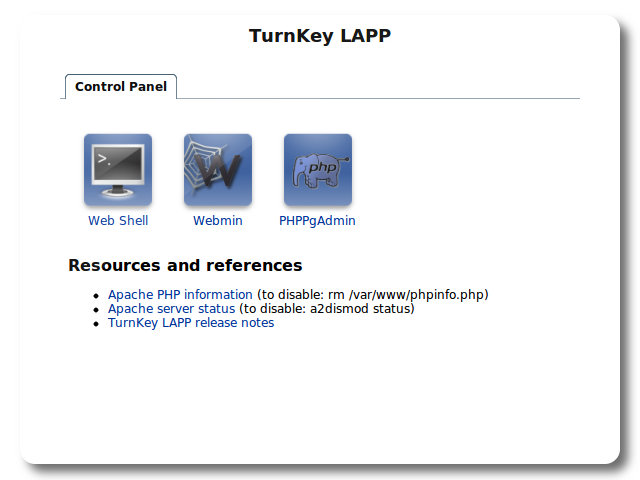 TurnKey LAPP
Control Panel
>_
W
php
Web Shell
Webmin
PHPPgAdmin
Resources and references
Apache PHP information (to disable: rm /var/www/phpinfo.php)
Apache server status (to disable: a2dismod status)
TurnKey LAPP release notes